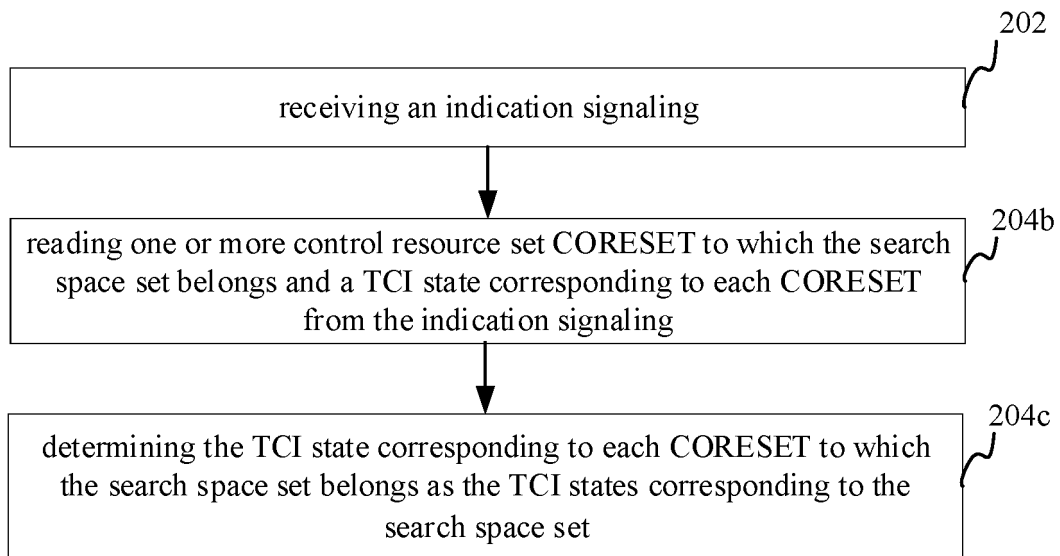 202
receiving an indication signaling
204b
reading one or more control resource set CORESET to which the search
space set belongs and a TCI state corresponding to each CORESET
from the indication signaling
204c
determining the TCI state corresponding to each CORESET to which
the search space set belongs as the TCI states corresponding to the
search space set